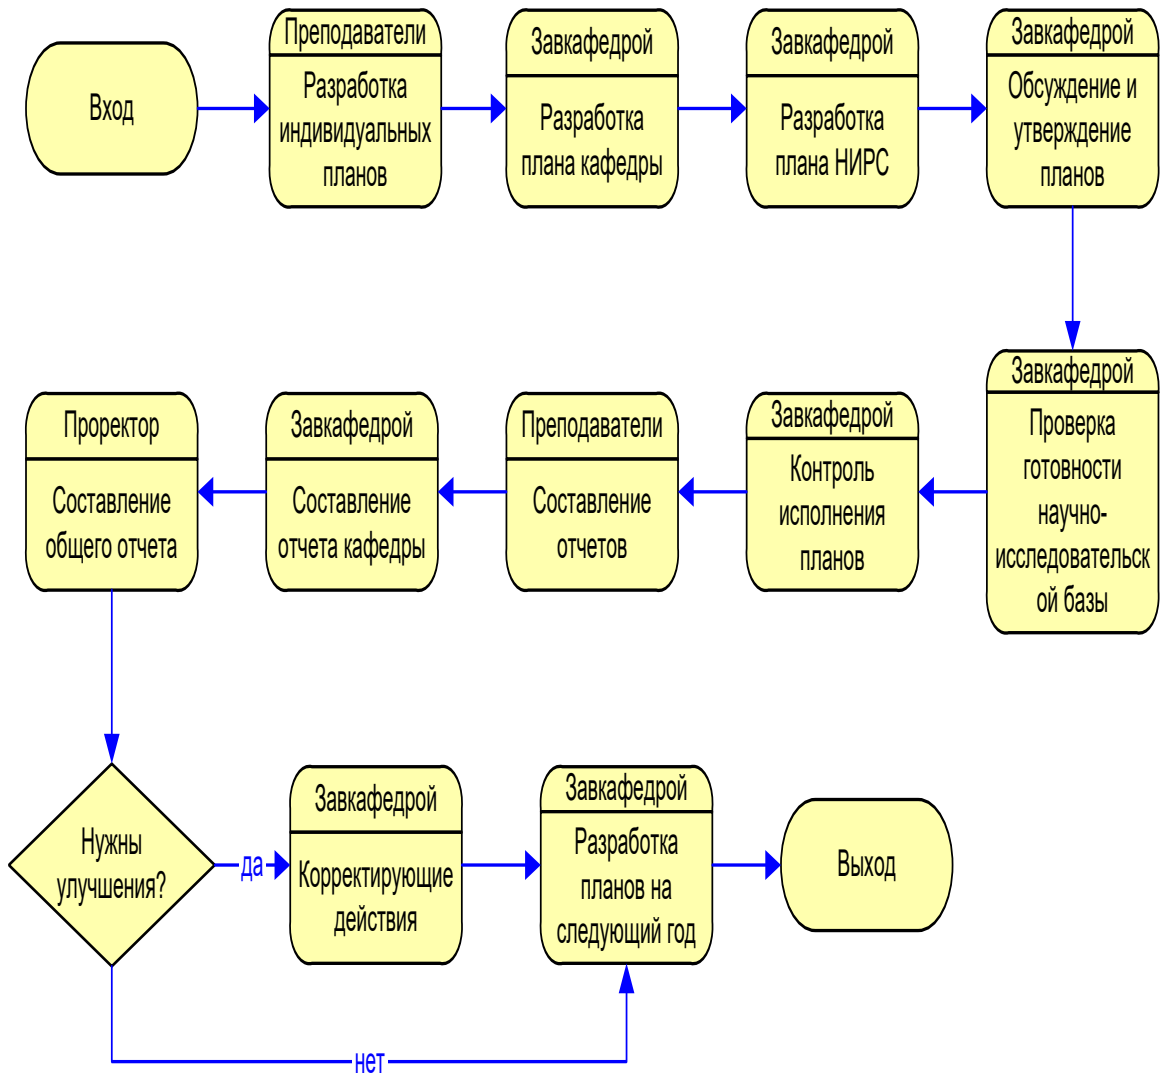 Вход
Преподаватели
Разработка
индивидуальных
планов
Завкафедрой
Разработка
плана кафедры
Завкафедрой
Разработка
плана НИРС
Завкафедрой
Обсуждение и
утверждение
планов
Завкафедрой
Проверка
готовности
научно-
исследовательск
ой базы
Завкафедрой
Контроль
исполнения
планов
Преподаватели
Составление
отчетов
Завкафедрой
Составление
отчета кафедры
Проректор
Составление
общего отчета
Нужны
улучшения?
да
Завкафедрой
Корректирующие
действия
Завкафедрой
Разработка
планов на
следующий год
Выход
нет